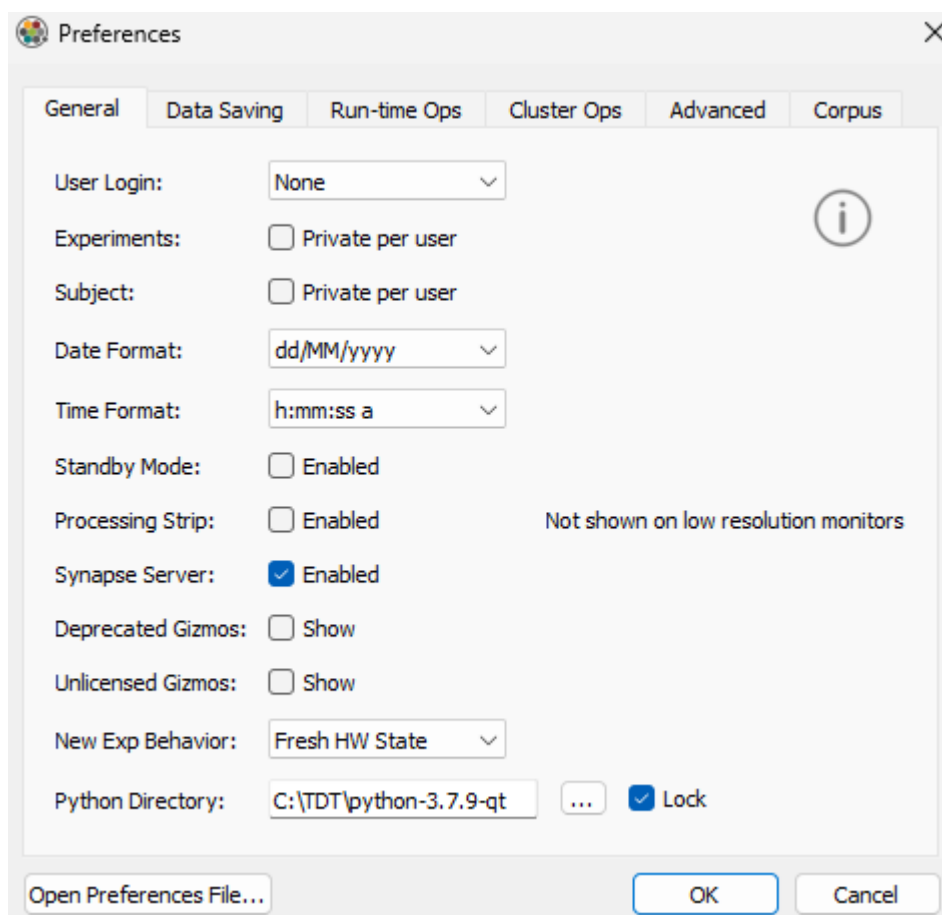 Preferences
General Data Saving Run-time Ops Cluster Ops Advanced Corpus
User Login: None
Experiments: Private per user
Subject: Private per user
Date Format: dd/MM/yyyy
Time Format: h:mm:ss a
Standby Mode: Enabled
Processing Strip: Enabled Not shown on low resolution monitors
Synapse Server: Enabled
Deprecated Gizmos: Show
Unlicensed Gizmos: Show
New Exp Behavior: Fresh HW State
Python Directory: C:\TDT\python-3.7.9-qt ... Lock
Open Preferences File... OK Cancel